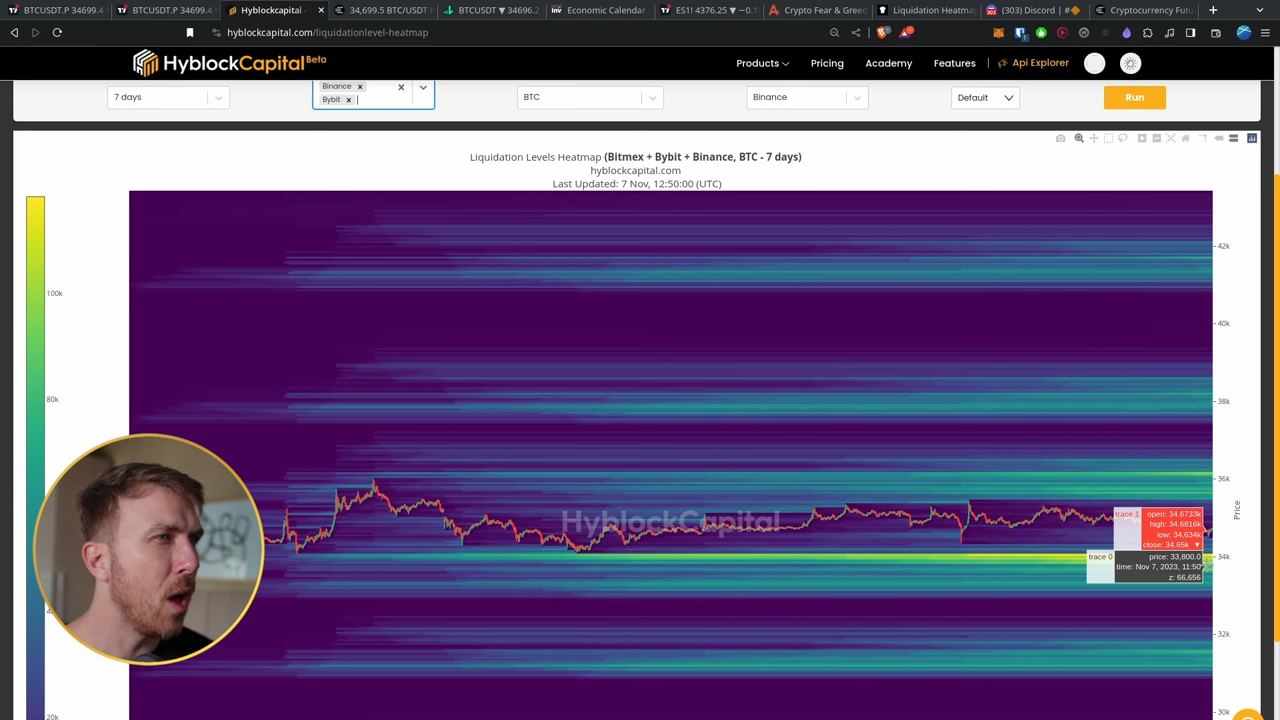 BTCUSDT.P 34699.4
BTCUSDT.P 34699.4
Hyblockcapital -
34,699.5 BTC/USDT
BTCUSDT ▼ 34696.2
Economic Calendar
ES1! 4376.25 ▼ −0.1
Crypto Fear & Greed
Liquidation Heatmap
(303) Discord | #
Cryptocurrency Futu
hyblockcapital.com/liquidationlevel-heatmap
HyblockCapital Beta
Products
Pricing
Academy
Features
Api Explorer
7 days
Binance ×
Bybit ×
BTC
Binance
Default
Run
Liquidation Levels Heatmap (Bitmex + Bybit + Binance, BTC - 7 days)
hyblockcapital.com
Last Updated: 7 Nov, 12:50:00 (UTC)
100k
80k
20k
42k
40k
38k
36k
34k
32k
30k
Price
HyblockCapital
trace 1
open: 34.6733k
high: 34.6816k
low: 34.634k
close: 34.65k ▼
trace 0
price: 33,800.0
time: Nov 7, 2023, 11:50
z: 66,656